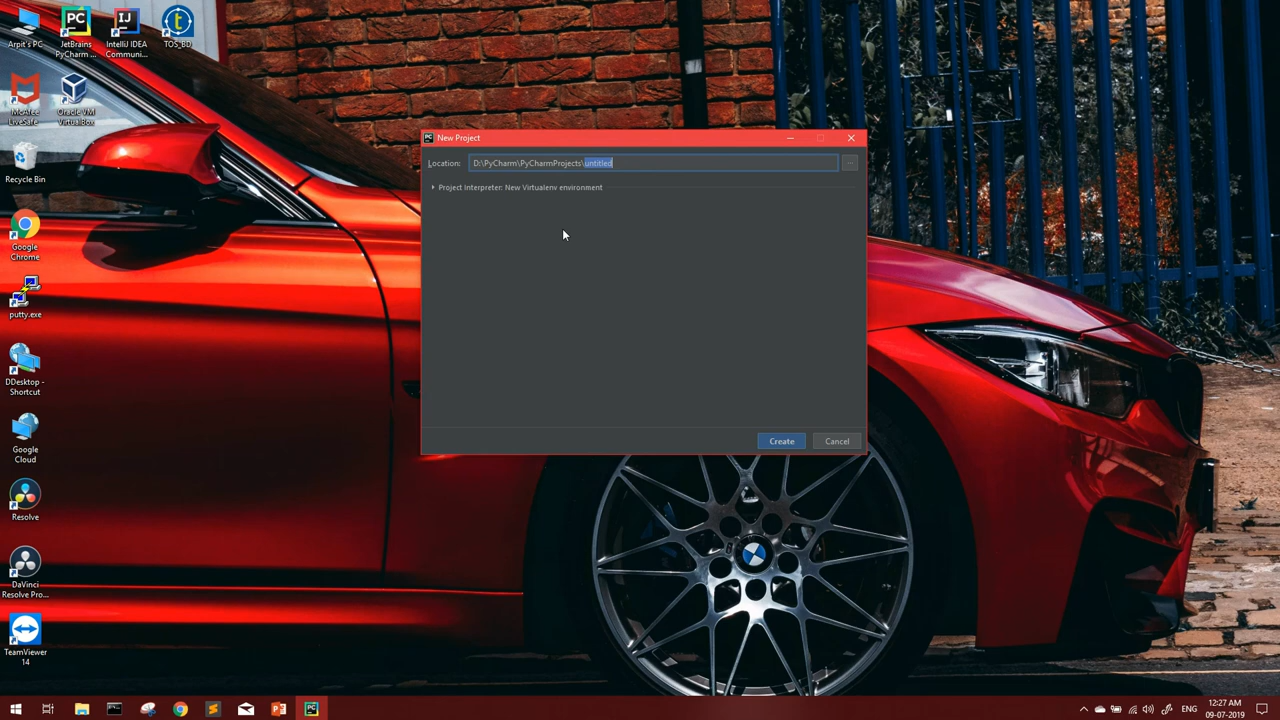 Arpit's PC
JetBrains
PyCharm ...
IntelliJ IDEA
Communi...
TOS_BD
McAfee
LiveSafe
Oracle VM
VirtualBox
Recycle Bin
Google
Chrome
putty.exe
DDesktop -
Shortcut
Google
Cloud
Resolve
DaVinci
Resolve Pro...
TeamViewer
14
New Project
Location: D:\PyCharm\PyCharmProjects\untitled
Project Interpreter: New Virtualenv environment
Create Cancel
ENG
12:27 AM
09-07-2019